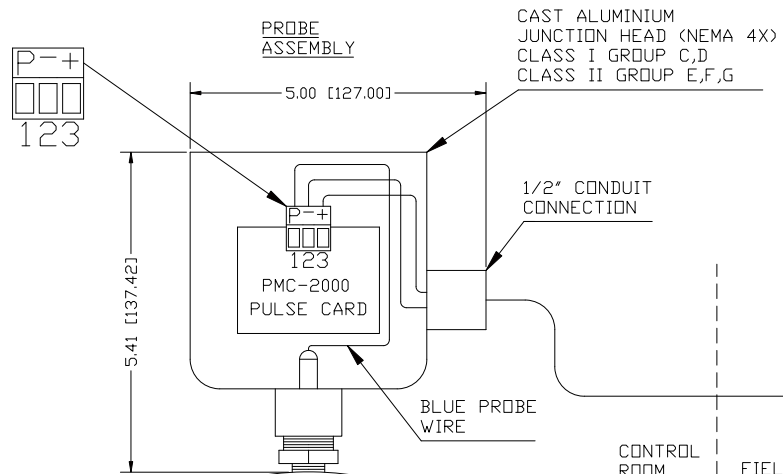 PROBE
ASSEMBLY
CAST ALUMINIUM
JUNCTION HEAD (NEMA 4X)
CLASS I GROUP C,D
CLASS II GROUP E,F,G
P-+
123
5.00 [127.00]
1/2" CONDUIT
CONNECTION
P-+
123
PMC-2000
PULSE CARD
5.41 [137.42]
BLUE PROBE
WIRE
CONTROL
ROOM